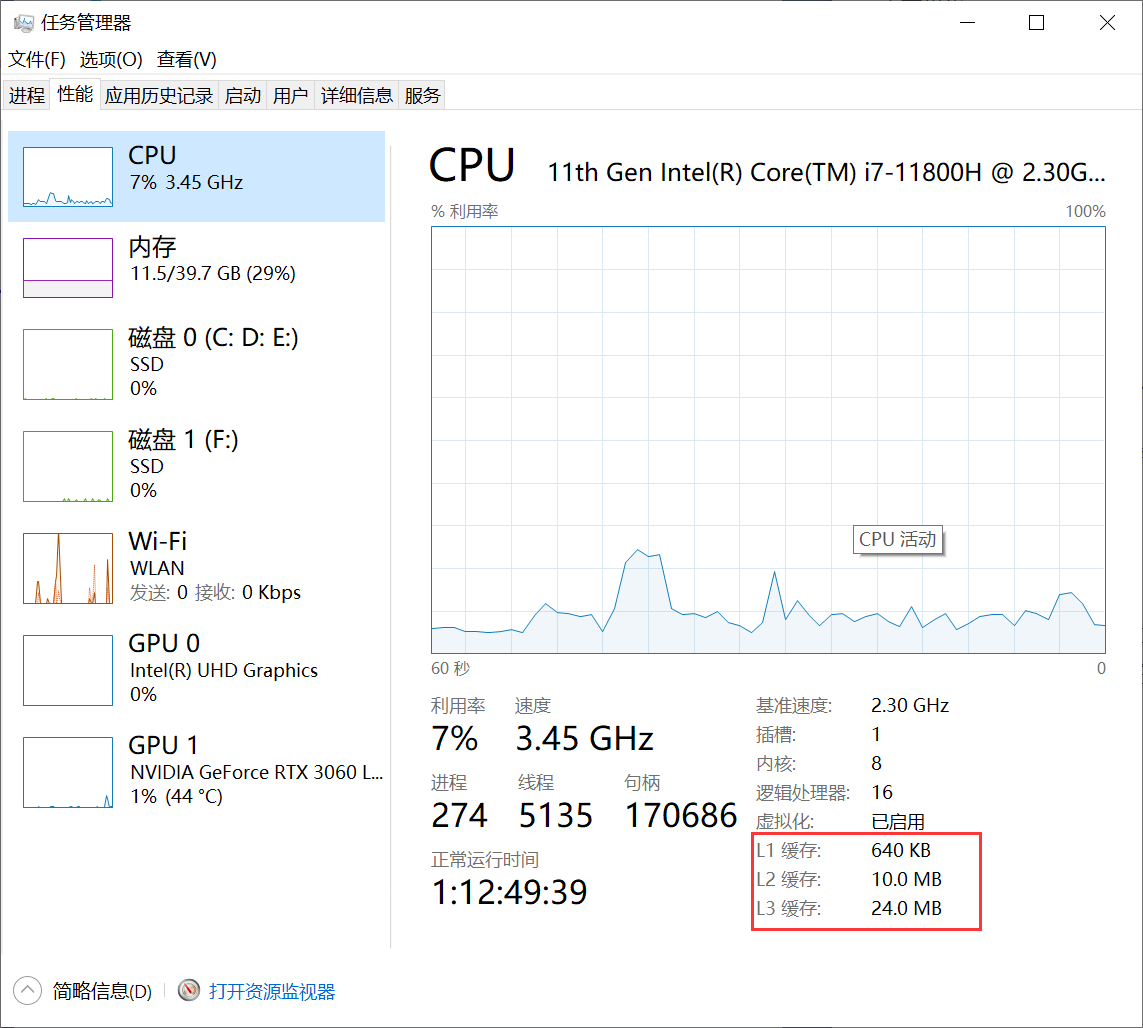 任务管理器
文件(F) 选项(O) 查看(V)
进程 性能 应用历史记录 启动 用户 详细信息 服务
CPU
7% 3.45 GHz
内存
11.5/39.7 GB (29%)
磁盘 0 (C: D: E:)
SSD
0%
磁盘 1 (F:)
SSD
0%
Wi-Fi
WLAN
发送: 0 接收: 0 Kbps
GPU 0
Intel(R) UHD Graphics
0%
GPU 1
NVIDIA GeForce RTX 3060 L...
1% (44 °C)
CPU 11th Gen Intel(R) Core(TM) i7-11800H @ 2.30G...
% 利用率 100%
CPU 活动
60 秒 0
利用率 速度
7% 3.45 GHz
进程 线程 句柄
274 5135 170686
正常运行时间
1:12:49:39
基准速度: 2.30 GHz
插槽: 1
内核: 8
逻辑处理器: 16
虚拟化: 已启用
L1 缓存: 640 KB
L2 缓存: 10.0 MB
L3 缓存: 24.0 MB
简略信息(D) 打开资源监视器